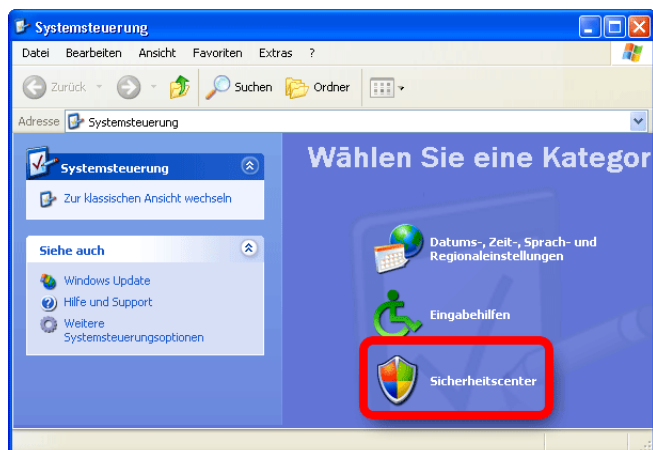 Systemsteuerung
Datei Bearbeiten Ansicht Favoriten Extras ?
Zurück Suchen Ordner
Adresse Systemsteuerung
Wählen Sie eine Kategor
Systemsteuerung
Zur klassischen Ansicht wechseln
Siehe auch
Windows Update
Hilfe und Support
Weitere
Systemsteuerungsoptionen
Datums-, Zeit-, Sprach- und
Regionaleinstellungen
Eingabehilfen
Sicherheitscenter